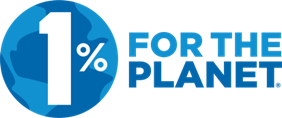 1%
FOR THE
PLANET®